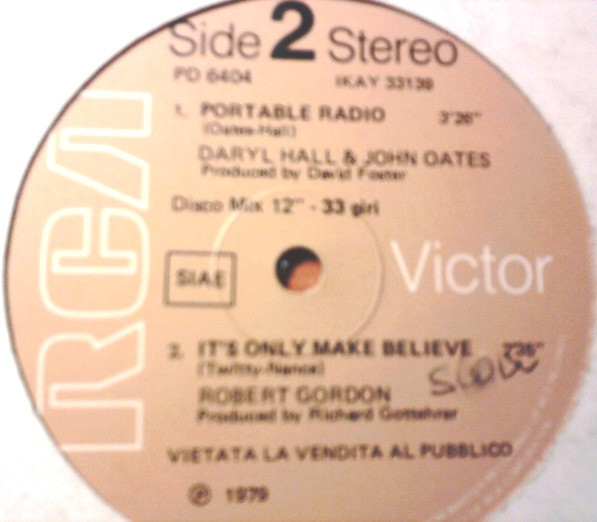 Side 2 Stereo
PD 6404 IKAY 33139
1. PORTABLE RADIO 3'26"
(Oates-Hall)
DARYL HALL & JOHN OATES
Produced by David Foster
Disco Mix 12" - 33 giri
RCA
SIAE
Victor
2. IT'S ONLY MAKE BELIEVE
(Twitty-Nance)
SLOW
ROBERT GORDON
Produced by Richard Gottehrer
VIETATA LA VENDITA AL PUBBLICO
℗ 1979